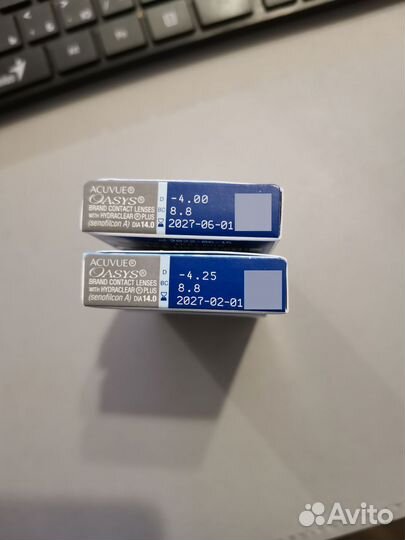 ACUVUE®
OASYS®
BRAND CONTACT LENSES
WITH HYDRACLEAR® PLUS
(senofilcon A) DIA 14.0
D -4.00
BC 8.8
2027-06-01
ACUVUE®
OASYS®
BRAND CONTACT LENSES
WITH HYDRACLEAR® PLUS
(senofilcon A) DIA 14.0
D -4.25
BC 8.8
2027-02-01
Genius
Avito